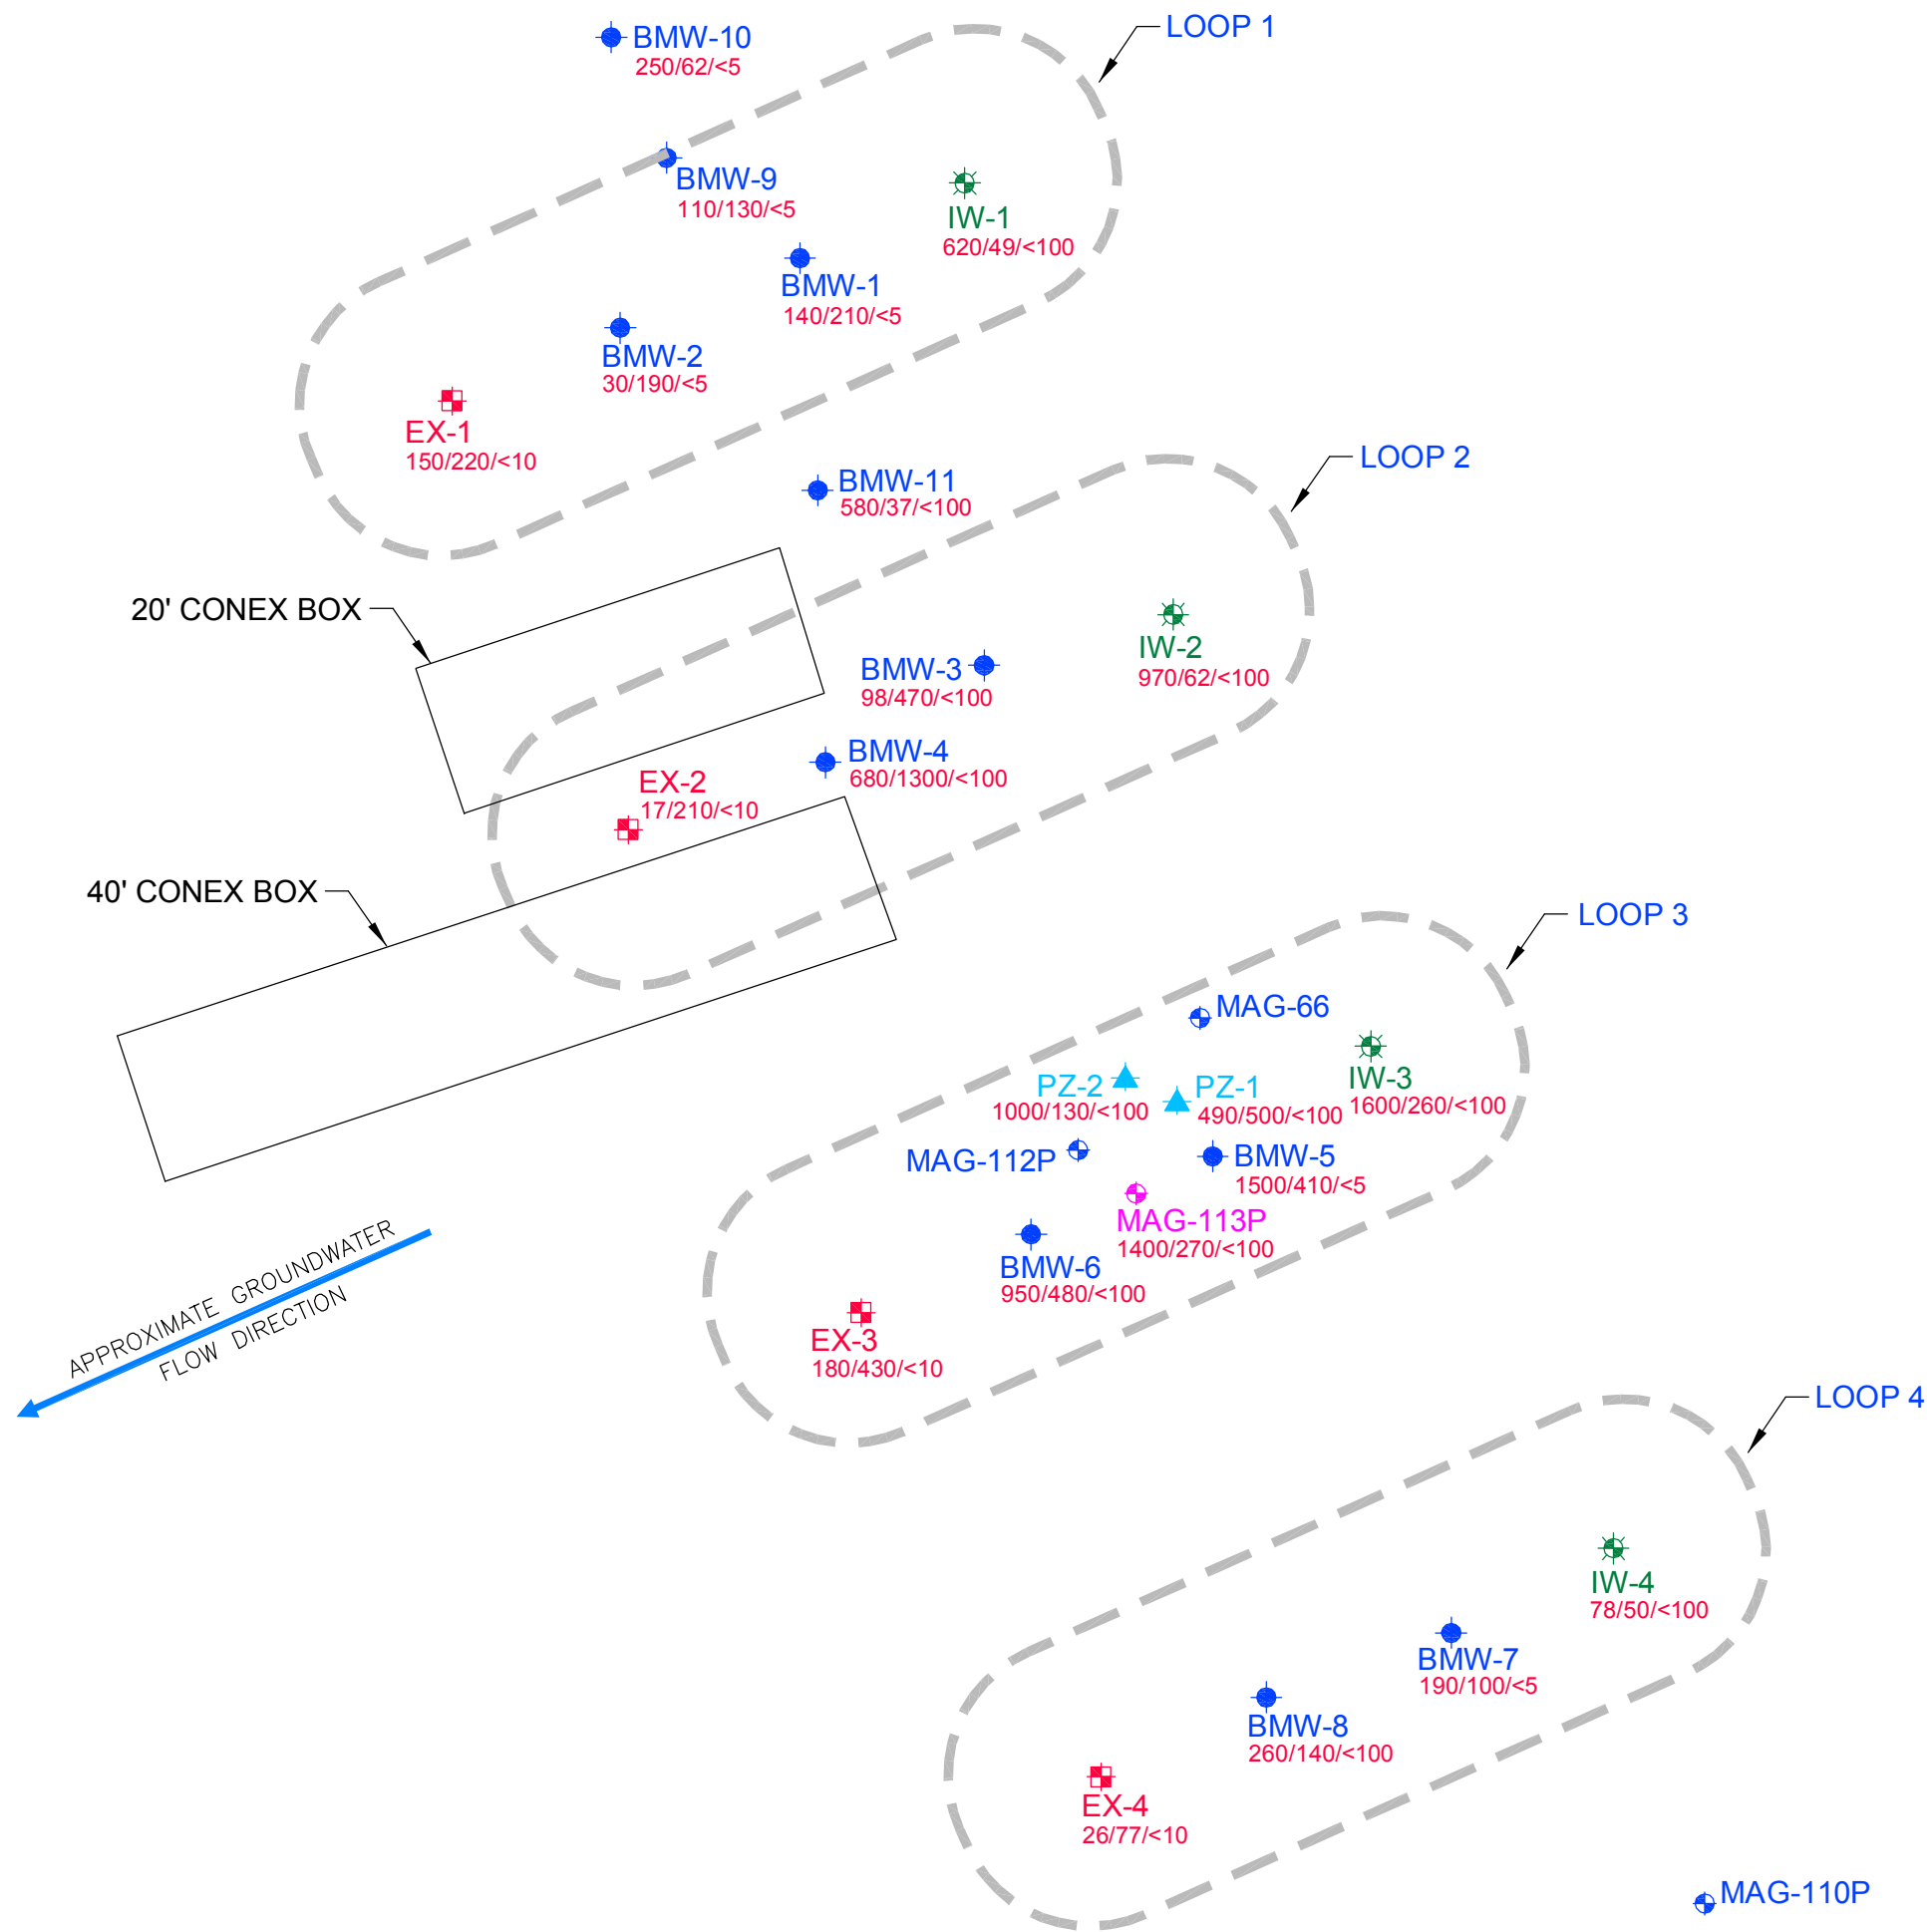 LOOP 1
BMW-10
250/62/<5
BMW-9
110/130/<5
IW-1
620/49/<100
BMW-1
140/210/<5
BMW-2
30/190/<5
EX-1
150/220/<10
LOOP 2
BMW-11
580/37/<100
20' CONEX BOX
IW-2
970/62/<100
BMW-3
98/470/<100
BMW-4
680/1300/<100
EX-2
17/210/<10
40' CONEX BOX
LOOP 3
MAG-66
IW-3
1600/260/<100
PZ-2
1000/130/<100
PZ-1
490/500/<100
MAG-112P
BMW-5
1500/410/<5
MAG-113P
1400/270/<100
BMW-6
950/480/<100
EX-3
180/430/<10
APPROXIMATE GROUNDWATER
FLOW DIRECTION
LOOP 4
IW-4
78/50/<100
BMW-7
190/100/<5
BMW-8
260/140/<100
EX-4
26/77/<10
MAG-110P